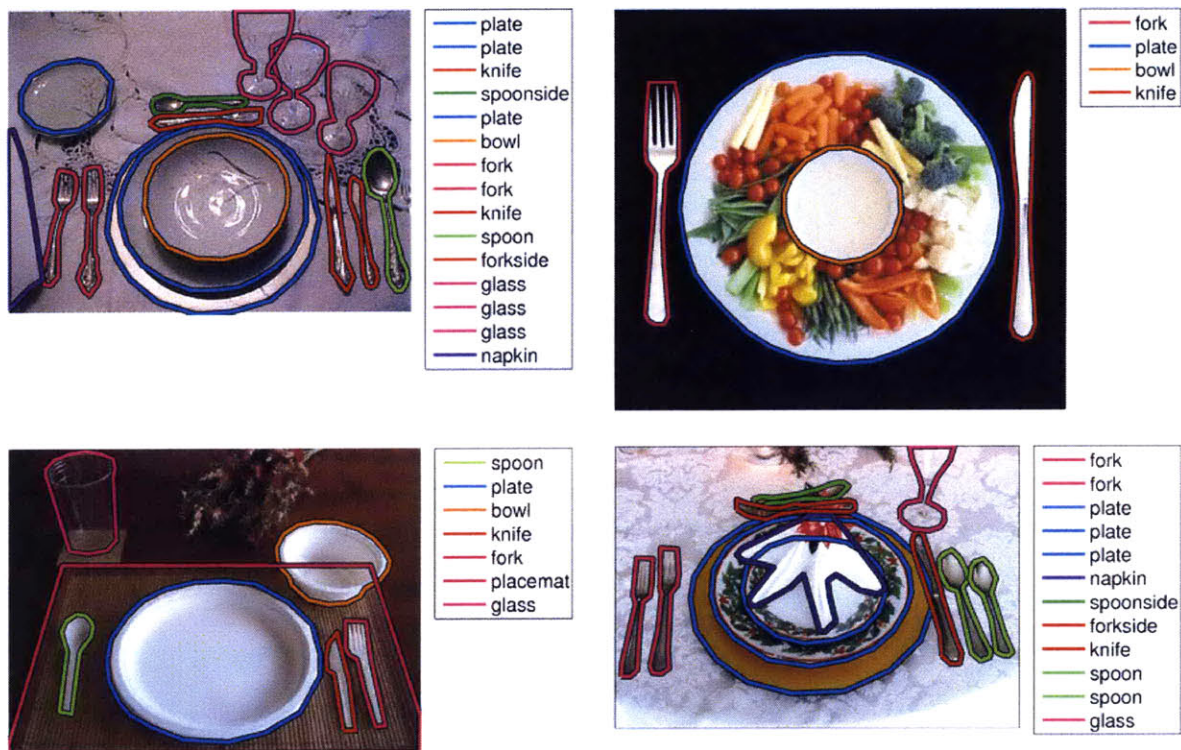 plate
plate
knife
spoonside
plate
bowl
fork
fork
knife
spoon
forkside
glass
glass
glass
napkin
fork
plate
bowl
knife
spoon
plate
bowl
knife
fork
placemat
glass
fork
fork
plate
plate
plate
napkin
spoonside
forkside
knife
spoon
spoon
glass